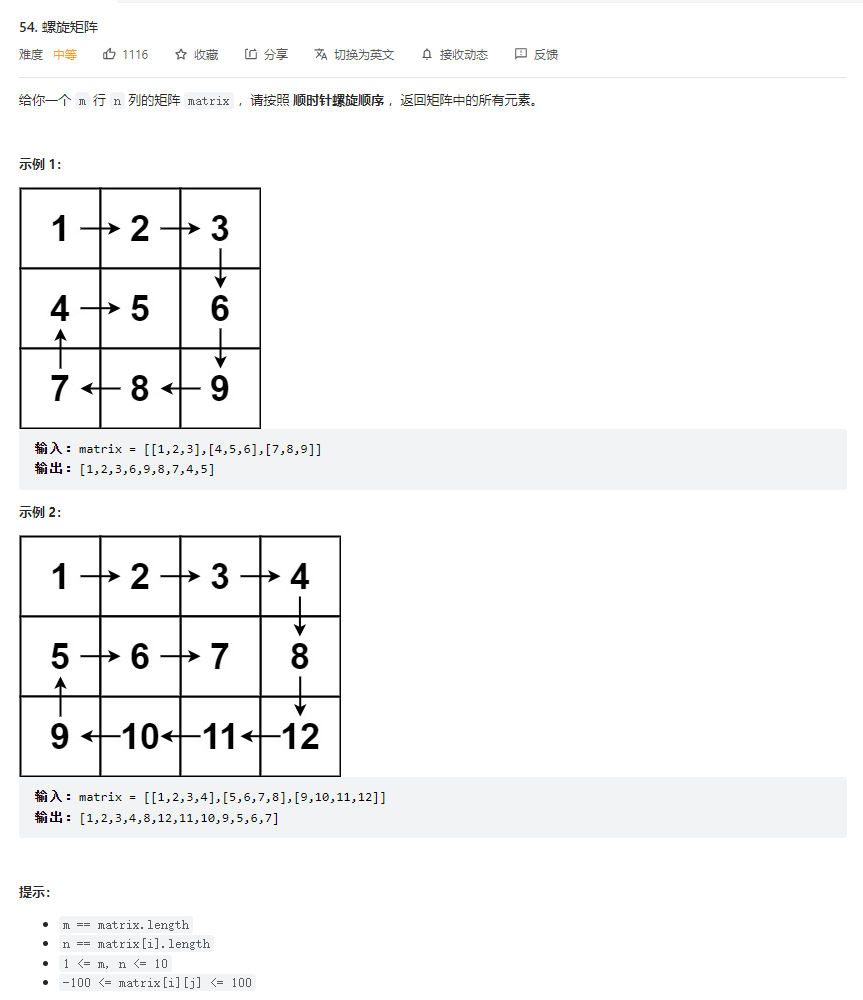 54. 螺旋矩阵
难度 中等 1116 收藏 分享 切换为英文 接收动态 反馈
给你一个 m 行 n 列的矩阵 matrix ，请按照 顺时针螺旋顺序 ，返回矩阵中的所有元素。
示例 1：
1 2 3
4 5 6
7 8 9
输入：matrix = [[1,2,3],[4,5,6],[7,8,9]]
输出：[1,2,3,6,9,8,7,4,5]
示例 2：
1 2 3 4
5 6 7 8
9 10 11 12
输入：matrix = [[1,2,3,4],[5,6,7,8],[9,10,11,12]]
输出：[1,2,3,4,8,12,11,10,9,5,6,7]
提示：
m == matrix.length
n == matrix[i].length
1 <= m, n <= 10
-100 <= matrix[i][j] <= 100